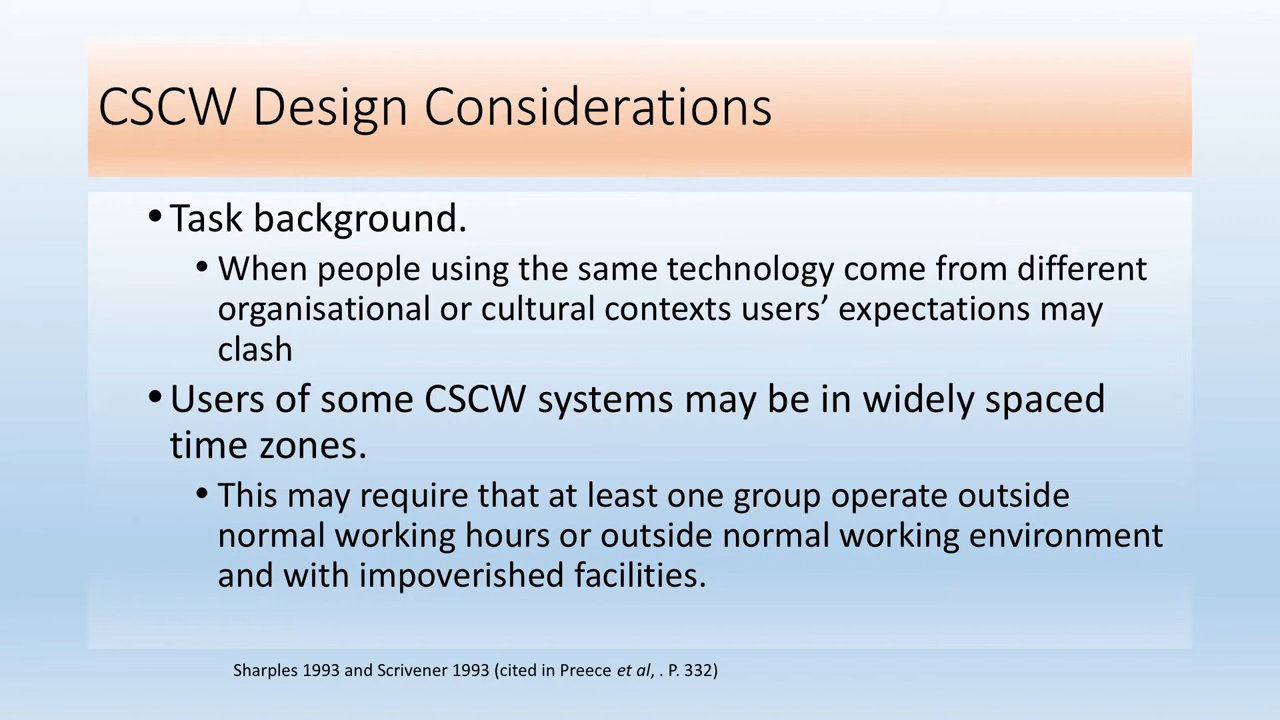 CSCW Design Considerations
• Task background.
• When people using the same technology come from different
organisational or cultural contexts users’ expectations may
clash
• Users of some CSCW systems may be in widely spaced
time zones.
• This may require that at least one group operate outside
normal working hours or outside normal working environment
and with impoverished facilities.
Sharples 1993 and Scrivener 1993 (cited in Preece et al, . P. 332)